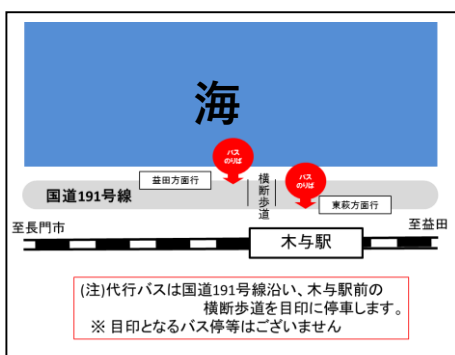 海
バス
のりば
益田方面行
横断歩道
バス
のりば
国道191号線
東萩方面行
至長門市
至益田
木与駅
(注)代行バスは国道191号線沿い、木与駅前の
横断歩道を目印に停車します。
※ 目印となるバス停等はございません